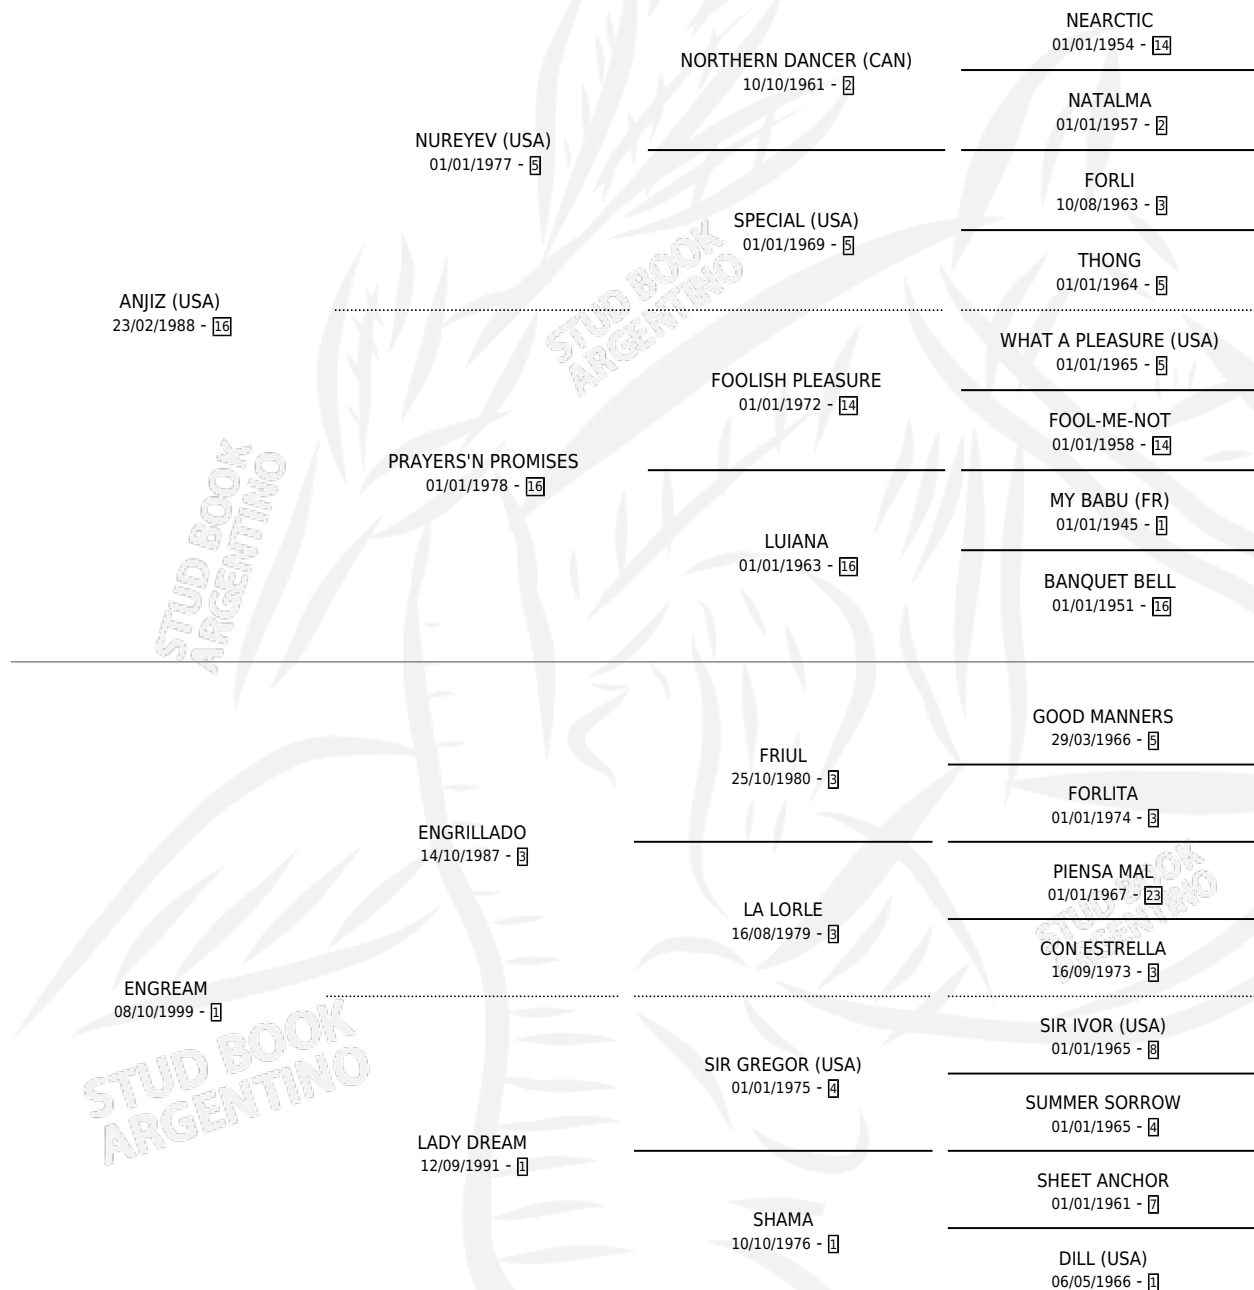 NEARCTIC
01/01/1954 - 14
NORTHERN DANCER (CAN)
10/10/1961 - 2
NATALMA
01/01/1957 - 2
NUREYEV (USA)
01/01/1977 - 5
FORLI
10/08/1963 - 3
SPECIAL (USA)
01/01/1969 - 5
THONG
01/01/1964 - 5
ANJIZ (USA)
23/02/1988 - 16
STUD BOOK
ARGENTINO
WHAT A PLEASURE (USA)
01/01/1965 - 5
FOOLISH PLEASURE
01/01/1972 - 14
FOOL-ME-NOT
01/01/1958 - 14
PRAYERS'N PROMISES
01/01/1978 - 16
MY BABU (FR)
01/01/1945 - 1
LUIANA
01/01/1963 - 16
BANQUET BELL
01/01/1951 - 16
STUD BOOK
ARGENTINO
GOOD MANNERS
29/03/1966 - 5
FRIUL
25/10/1980 - 3
FORLITA
01/01/1974 - 3
ENGRILLADO
14/10/1987 - 3
PIENSA MAL
01/01/1967 - 23
LA LORLE
16/08/1979 - 3
STUD BOOK
ARGENTINO
CON ESTRELLA
16/09/1973 - 3
ENGREAM
08/10/1999 - 1
STUD BOOK
ARGENTINO
SIR IVOR (USA)
01/01/1965 - 8
SIR GREGOR (USA)
01/01/1975 - 4
SUMMER SORROW
01/01/1965 - 4
LADY DREAM
12/09/1991 - 1
SHEET ANCHOR
01/01/1961 - 7
SHAMA
10/10/1976 - 1
DILL (USA)
06/05/1966 - 1